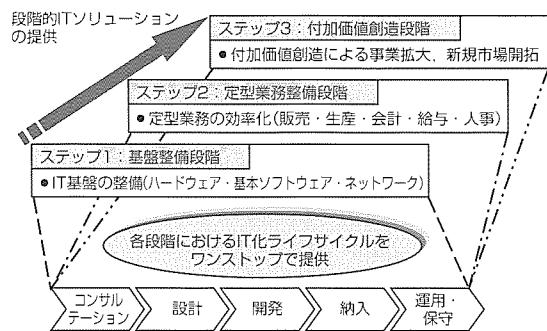 段階的ITソリューション
の提供
ステップ3：付加価値創造段階
● 付加価値創造による事業拡大、新規市場開拓
ステップ2：定型業務整備段階
● 定型業務の効率化(販売・生産・会計・給与・人事)
ステップ1：基盤整備段階
● IT基盤の整備(ハードウェア・基本ソフトウェア・ネットワーク)
各段階におけるIT化ライフサイクルを
ワンストップで提供
コンサル
テーション
設計
開発
納入
運用・
保守